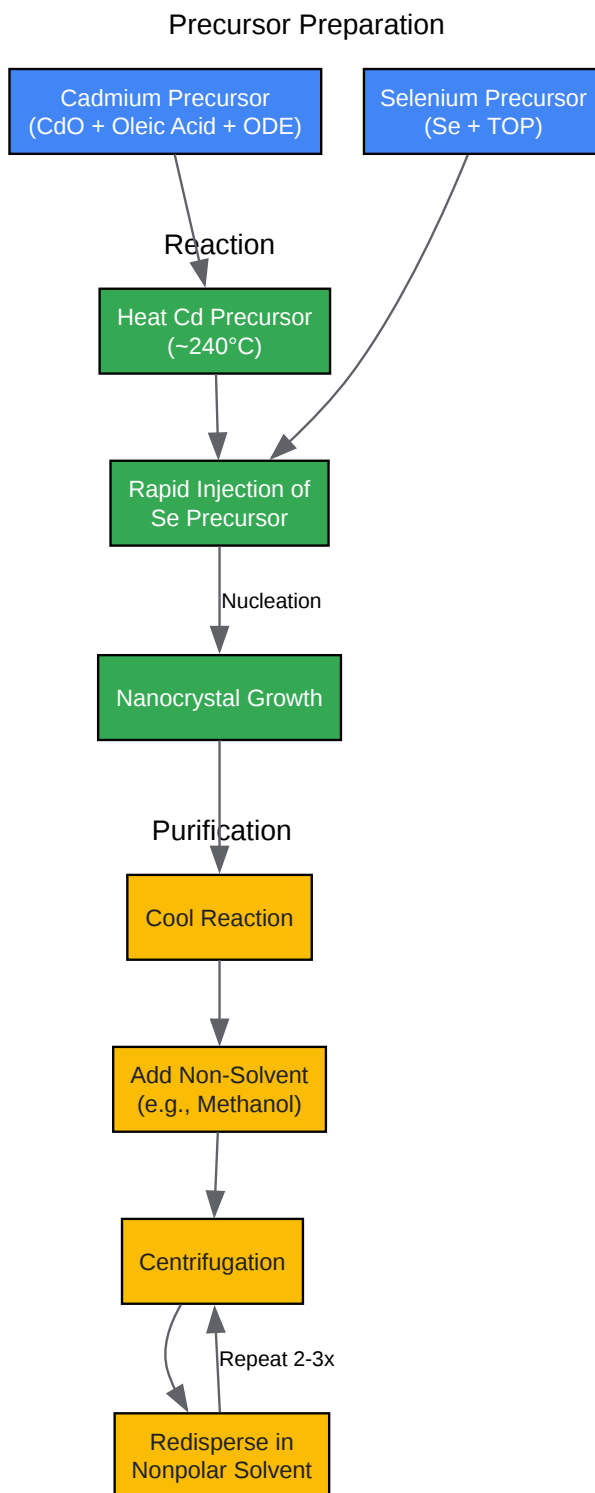 Precursor Preparation
Cadmium Precursor
(CdO + Oleic Acid + ODE)
Selenium Precursor
(Se + TOP)
Reaction
Heat Cd Precursor
(~240°C)
Rapid Injection of
Se Precursor
Nucleation
Nanocrystal Growth
Purification
Cool Reaction
Add Non-Solvent
(e.g., Methanol)
Centrifugation
Repeat 2-3x
Redisperse in
Nonpolar Solvent